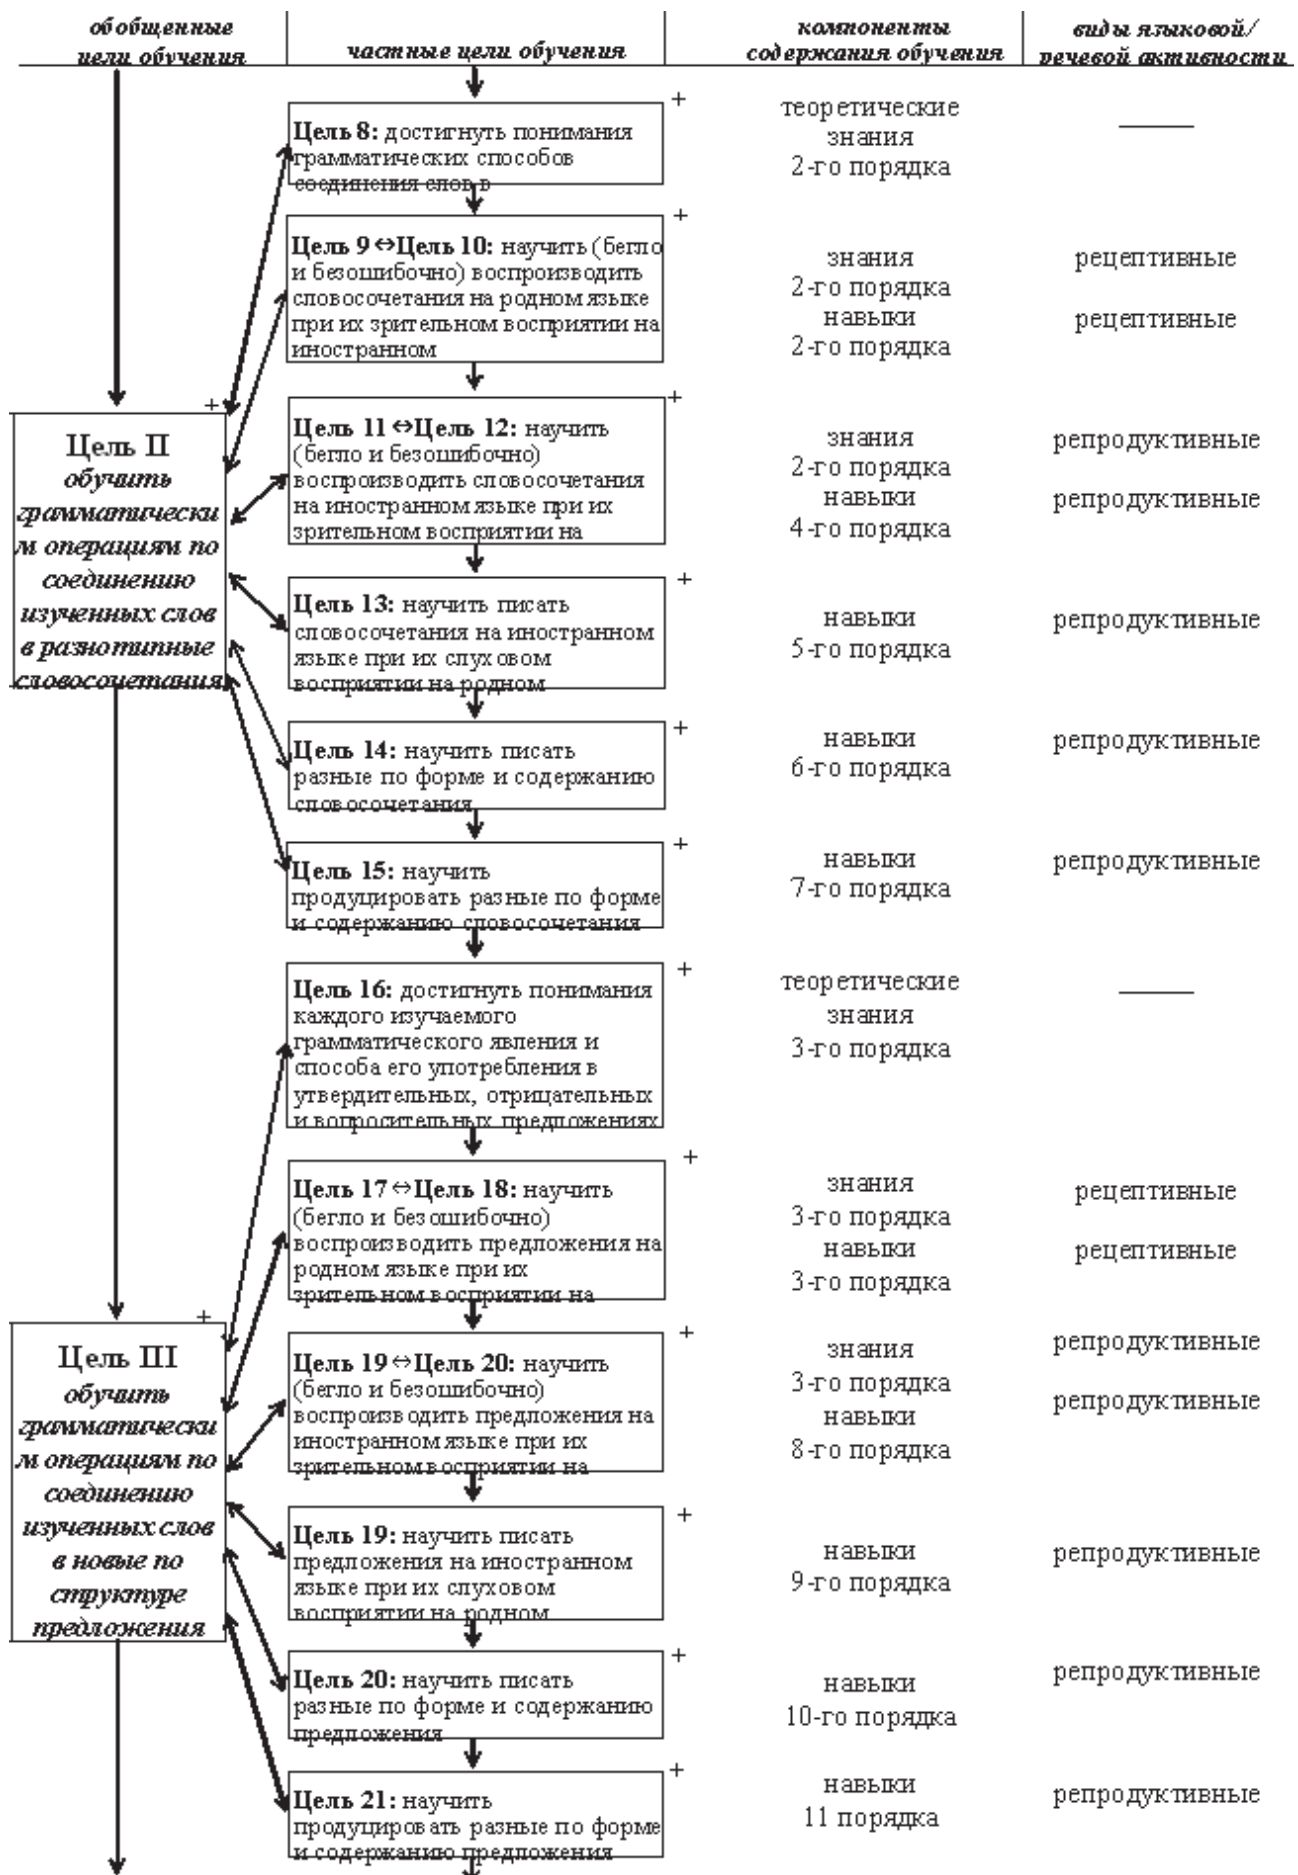 обобщенные
цели обучения
частные цели обучения
компоненты
содержания обучения
виды языковой/
речевой активности
Цель 8: достигнуть понимания
грамматических способов
соединения слов в
+
теоретические
знания
2-го порядка
Цель 9 ⇔Цель 10: научить (бегло
и безошибочно) воспроизводить
словосочетания на родном языке
при их зрительном восприятии на
иностранном
+
знания
2-го порядка
навыки
2-го порядка
рецептивные
рецептивные
Цель II
обучить
грамматически
м операциям по
соединению
изученных слов
в разнотипные
словосочетания
+
Цель 11 ⇔Цель 12: научить
(бегло и безошибочно)
воспроизводить словосочетания
на иностранном языке при их
зрительном восприятии на
+
знания
2-го порядка
навыки
4-го порядка
репродуктивные
репродуктивные
Цель 13: научить писать
словосочетания на иностранном
языке при их слуховом
восприятии на родном
+
навыки
5-го порядка
репродуктивные
Цель 14: научить писать
разные по форме и содержанию
словосочетания
+
навыки
6-го порядка
репродуктивные
Цель 15: научить
продуцировать разные по форме
и содержанию словосочетания
+
навыки
7-го порядка
репродуктивные
Цель 16: достигнуть понимания
каждого изучаемого
грамматического явления и
способа его употребления в
утвердительных, отрицательных
и вопросительных предложениях
+
теоретические
знания
3-го порядка
Цель 17 ⇔Цель 18: научить
(бегло и безошибочно)
воспроизводить предложения на
родном языке при их
зрительном восприятии на
+
знания
3-го порядка
навыки
3-го порядка
рецептивные
рецептивные
Цель III
обучить
грамматически
м операциям по
соединению
изученных слов
в новые по
структуре
предложения
+
Цель 19 ⇔Цель 20: научить
(бегло и безошибочно)
воспроизводить предложения на
иностранном языке при их
зрительном восприятии на
+
знания
3-го порядка
навыки
8-го порядка
репродуктивные
репродуктивные
Цель 19: научить писать
предложения на иностранном
языке при их слуховом
восприятии на родном
+
навыки
9-го порядка
репродуктивные
Цель 20: научить писать
разные по форме и содержанию
предложения
+
навыки
10-го порядка
репродуктивные
Цель 21: научить
продуцировать разные по форме
и содержанию предложения
+
навыки
11 порядка
репродуктивные